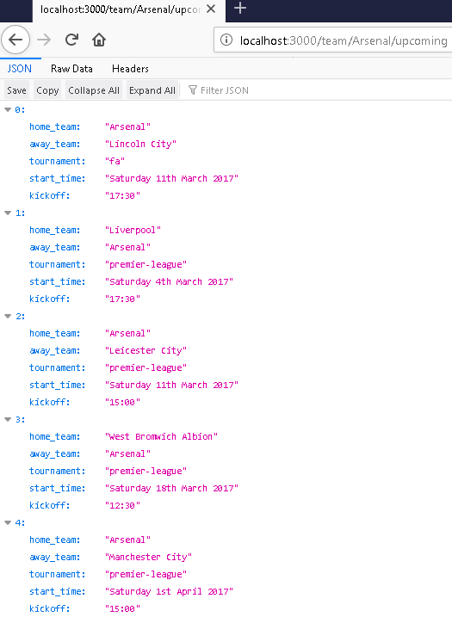 localhost:3000/team/Arsenal/upcom
localhost:3000/team/Arsenal/upcoming
JSON Raw Data Headers
Save Copy Collapse All Expand All Filter JSON
0:
home_team: "Arsenal"
away_team: "Lincoln City"
tournament: "fa"
start_time: "Saturday 11th March 2017"
kickoff: "17:30"
1:
home_team: "Liverpool"
away_team: "Arsenal"
tournament: "premier-league"
start_time: "Saturday 4th March 2017"
kickoff: "17:30"
2:
home_team: "Arsenal"
away_team: "Leicester City"
tournament: "premier-league"
start_time: "Saturday 11th March 2017"
kickoff: "15:00"
3:
home_team: "West Bromwich Albion"
away_team: "Arsenal"
tournament: "premier-league"
start_time: "Saturday 18th March 2017"
kickoff: "12:30"
4:
home_team: "Arsenal"
away_team: "Manchester City"
tournament: "premier-league"
start_time: "Saturday 1st April 2017"
kickoff: "15:00"